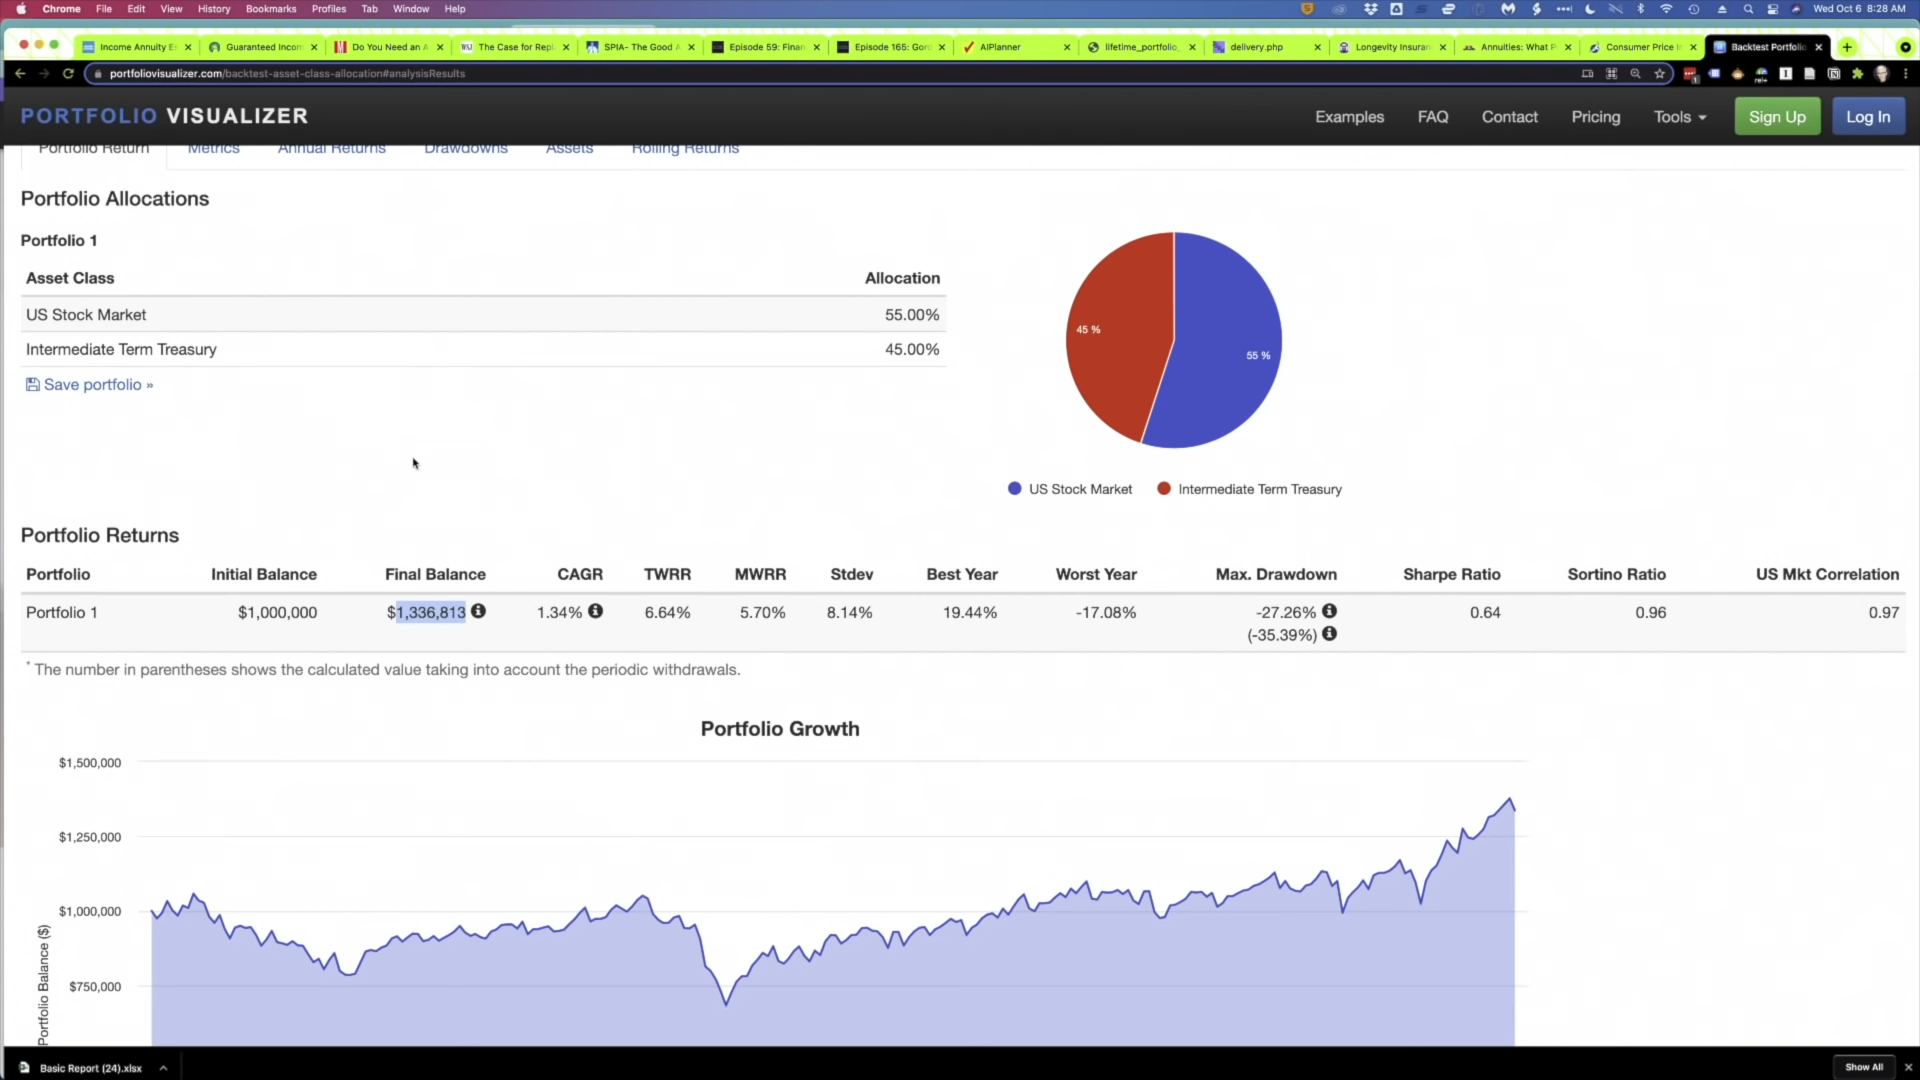 Chrome File Edit View History Bookmarks Profiles Tab Window Help Wed Oct 6 8:28 AM
Income Annuity E Guaranteed Incom Do You Need an A The Case for Repl SPIA- The Good A Episode 59: Finan Episode 165: Gor AIPlanner lifetime_portfolio_ delivery.php Longevity Insuran Annuities: What P Consumer Price I Backtest Portfolio
portfoliovisualizer.com/backtest-asset-class-allocation#analysisResults
PORTFOLIO VISUALIZER Examples FAQ Contact Pricing Tools Sign Up Log In
Portfolio Return Metrics Annual Returns Drawdowns Assets Rolling Returns
Portfolio Allocations
Portfolio 1
Asset Class Allocation
US Stock Market 55.00%
Intermediate Term Treasury 45.00%
Save portfolio »
45 %
55 %
US Stock Market Intermediate Term Treasury
Portfolio Returns
Portfolio Initial Balance Final Balance CAGR TWRR MWRR Stdev Best Year Worst Year Max. Drawdown Sharpe Ratio Sortino Ratio US Mkt Correlation
Portfolio 1 $1,000,000 $1,336,813 1.34% 6.64% 5.70% 8.14% 19.44% -17.08% -27.26% 0.64 0.96 0.97
(-35.39%)
* The number in parentheses shows the calculated value taking into account the periodic withdrawals.
Portfolio Growth
$1,500,000
$1,250,000
$1,000,000
$750,000
Portfolio Balance ($)
Basic Report (24).xlsx Show All